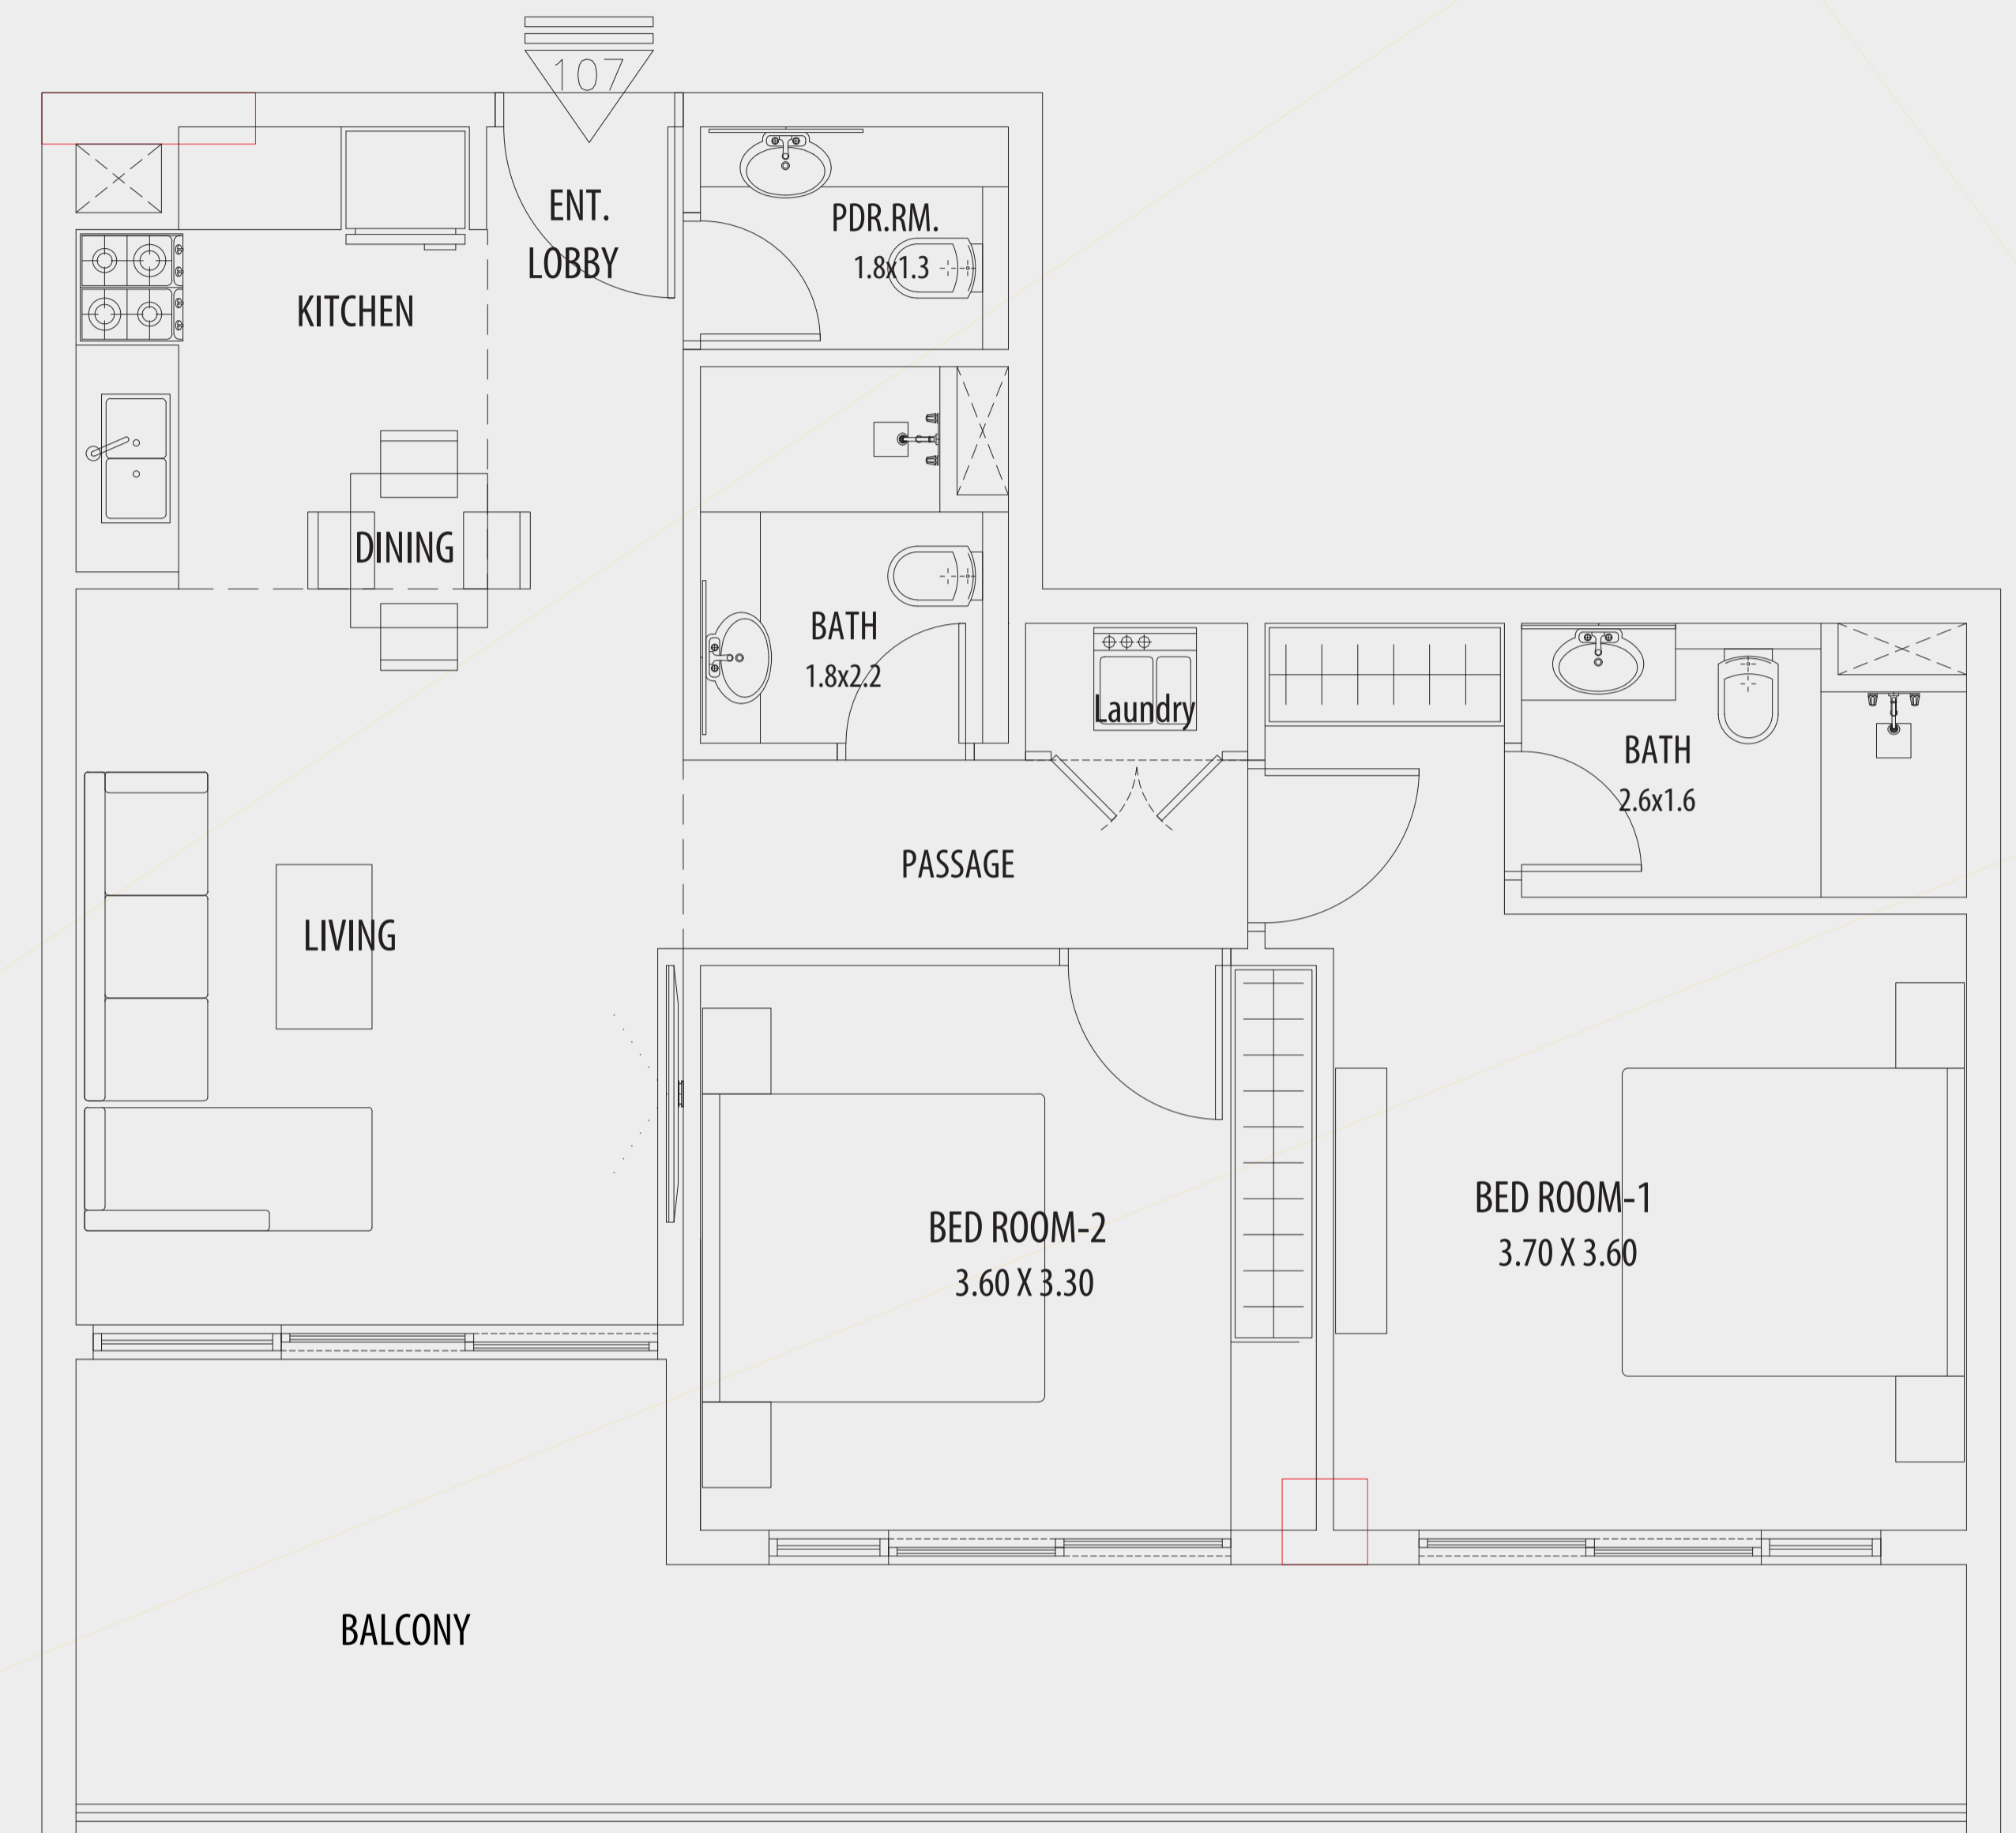 107
ENT.
LOBBY
PDR.RM.
1.8x1.3
KITCHEN
DINING
BATH
1.8x2.2
Laundry
BATH
2.6x1.6
PASSAGE
LIVING
BED ROOM-2
3.60 X 3.30
BED ROOM-1
3.70 X 3.60
BALCONY